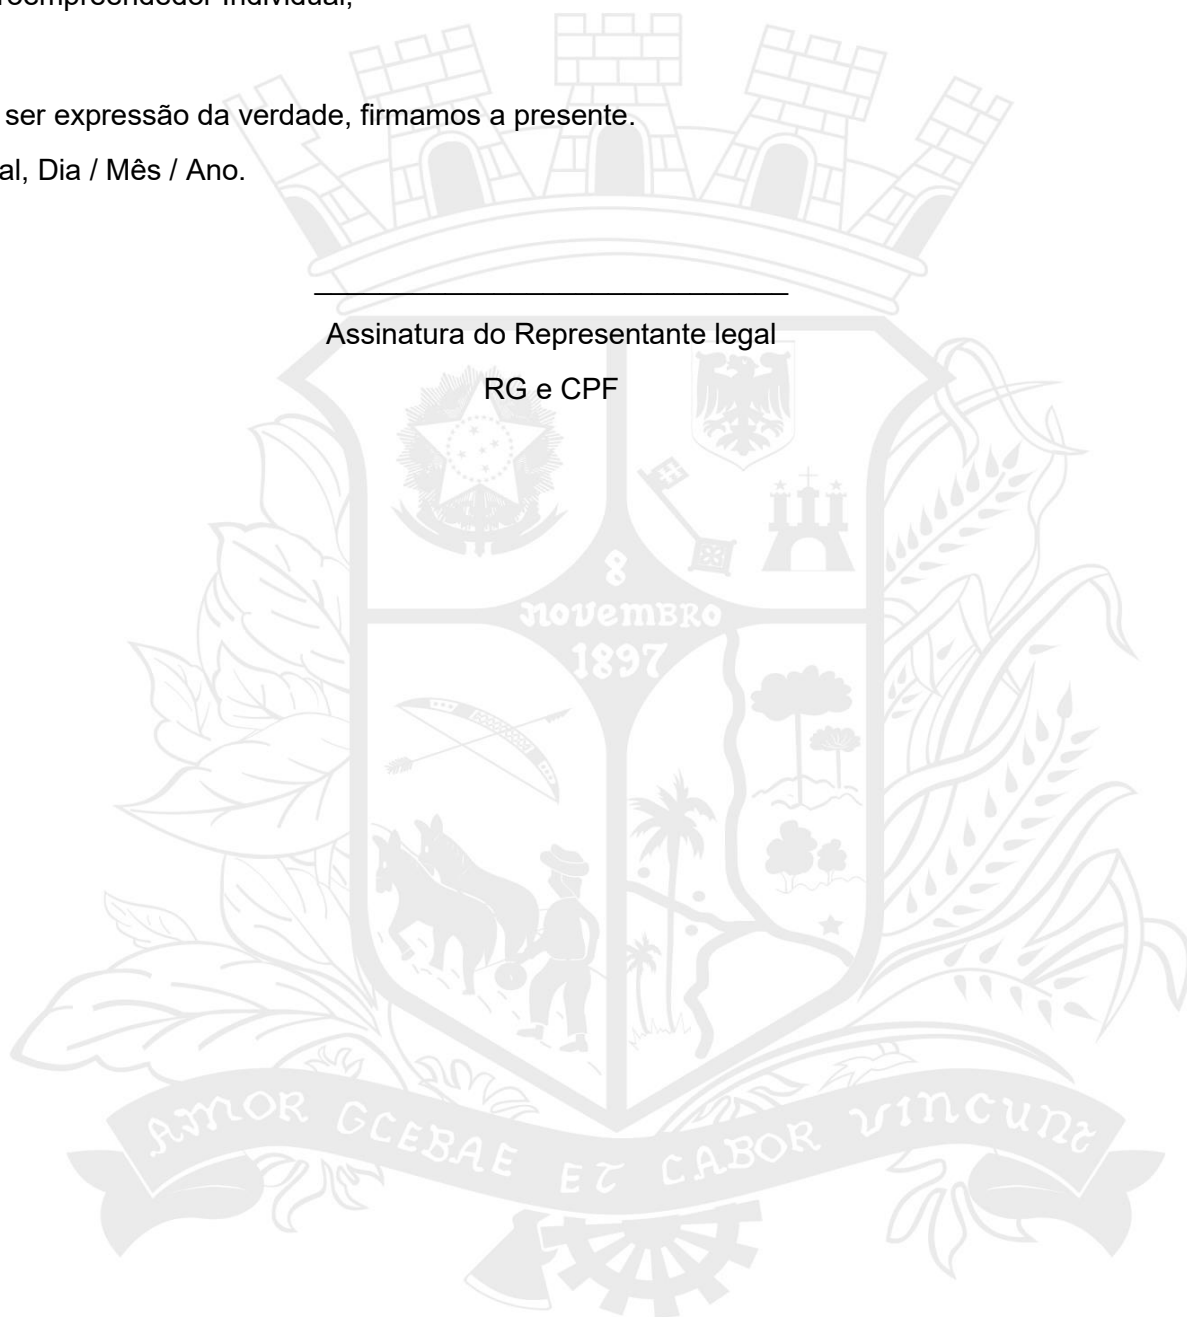 reempreendedor Individual,
ser expressão da verdade, firmamos a presente.
al, Dia / Mês / Ano.
Assinatura do Representante legal
RG e CPF
8
NOVEMBRO
1897
AMOR GLEBAE ET LABOR VINCUNT